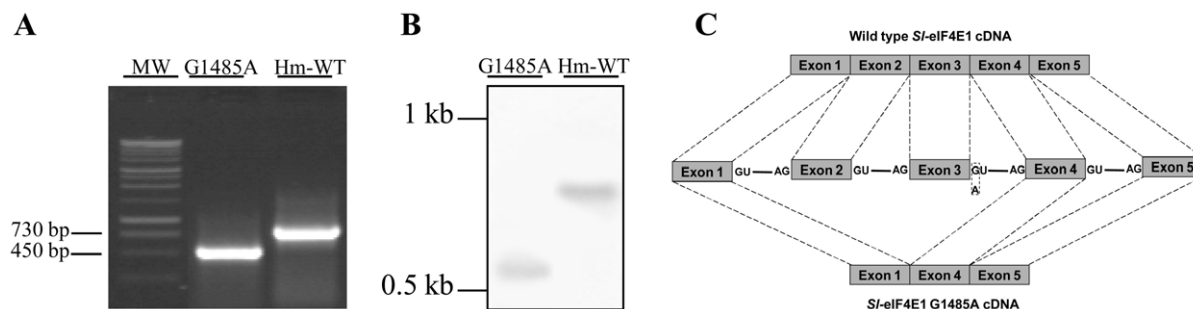 A
B
C
MW G1485A Hm-WT
730 bp
450 bp
G1485A Hm-WT
1 kb
0.5 kb
Wild type Sl-eIF4E1 cDNA
Exon 1 Exon 2 Exon 3 Exon 4 Exon 5
Exon 1 GU AG Exon 2 GU AG Exon 3 GU AG Exon 4 GU AG Exon 5
A
Exon 1 Exon 4 Exon 5
Sl-eIF4E1 G1485A cDNA